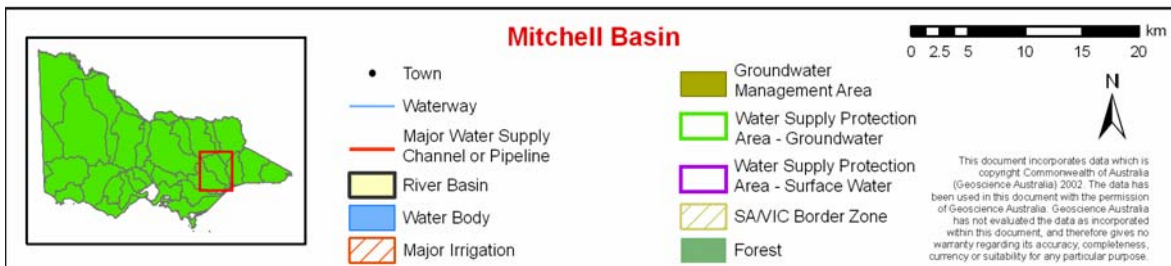 Mitchell Basin
Town
Waterway
Major Water Supply
Channel or Pipeline
River Basin
Water Body
Major Irrigation
Groundwater
Management Area
Water Supply Protection
Area - Groundwater
Water Supply Protection
Area - Surface Water
SA/VIC Border Zone
Forest
km
0 2.5 5 10 15 20
N
This document incorporates data which is
copyright Commonwealth of Australia
(Geoscience Australia) 2002. The data has
been used in this document with the permission
of Geoscience Australia. Geoscience Australia
has not evaluated the data as incorporated
within this document, and therefore gives no
warranty regarding its accuracy, completeness,
currency or suitability for any particular purpose.